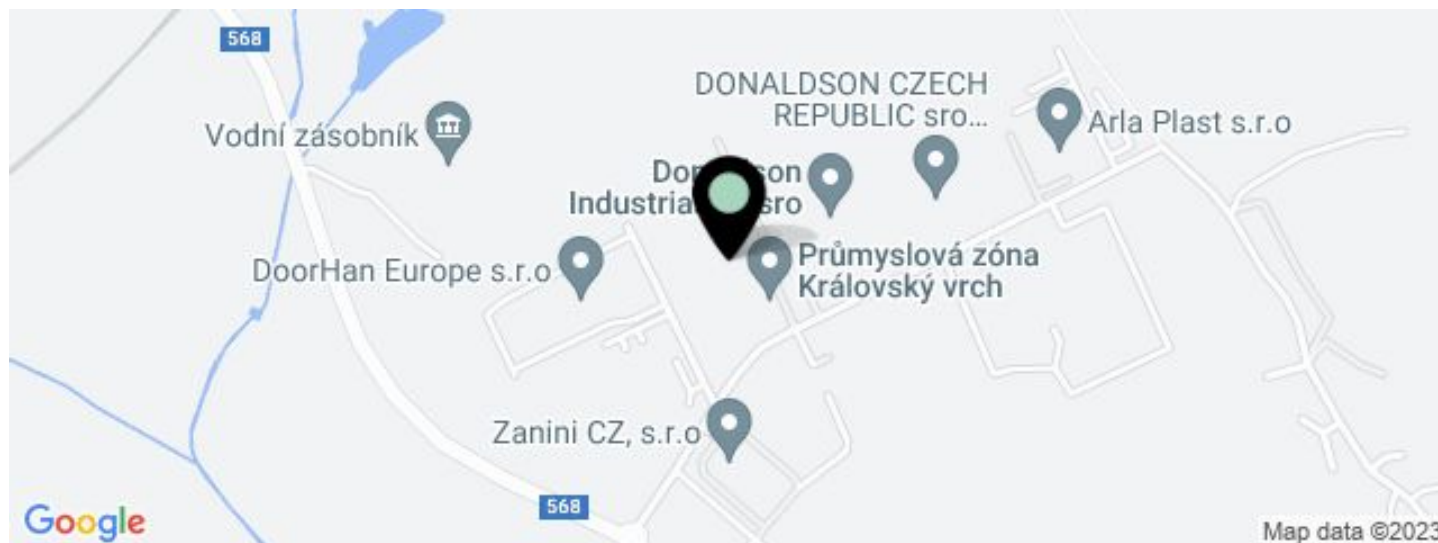 568
DONALDSON CZECH
REPUBLIC sro...
Arla Plast s.r.o
Vodní zásobník
sro
DoorHan Europe s.r.o
Průmyslová zóna
Královský vrch
Zanini CZ, s.r.o
568
Google
Map data ©2023